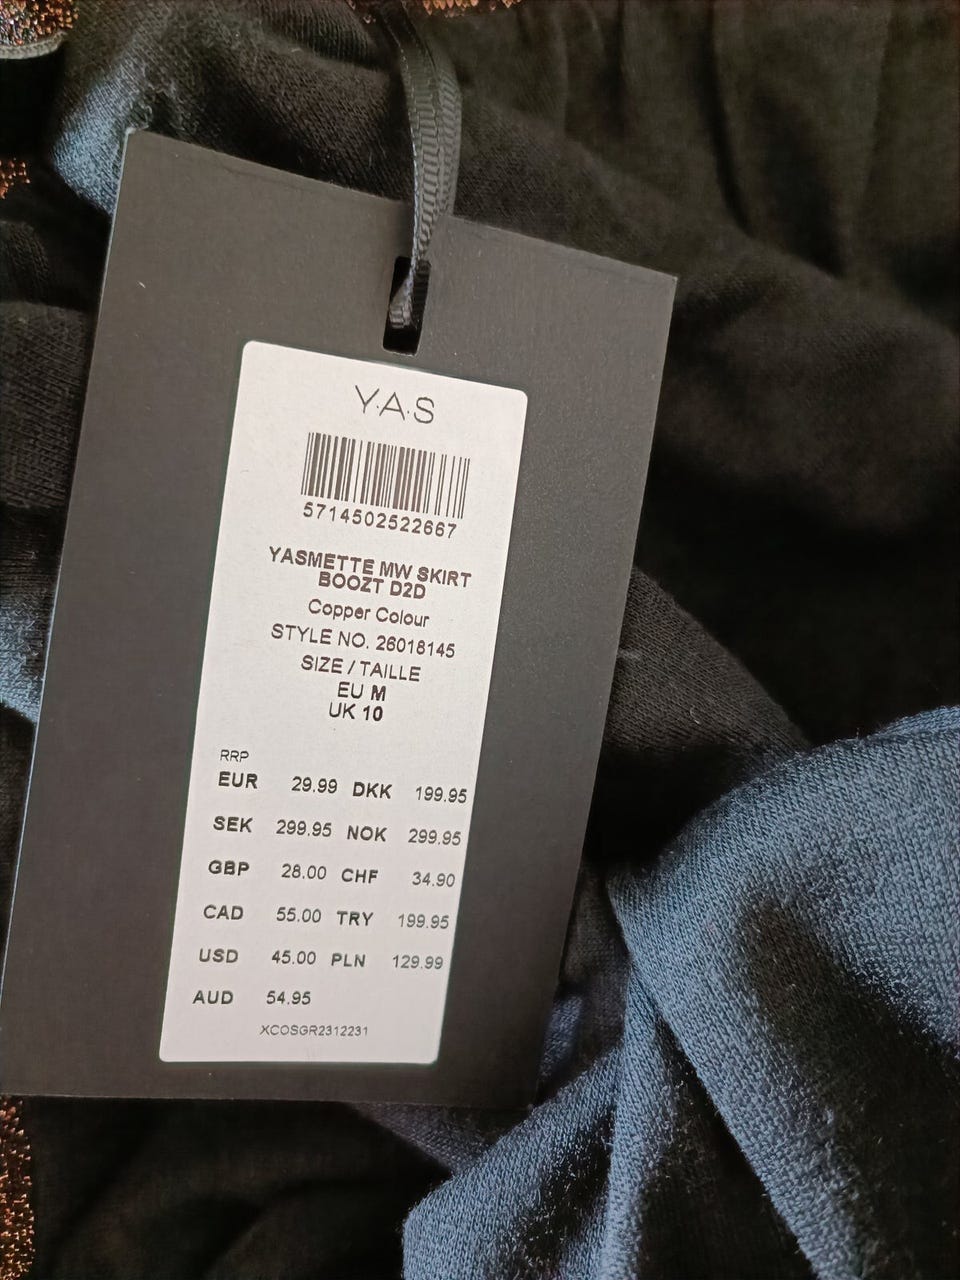 Y.A.S
5714502522667
YASMETTE MW SKIRT
BOOZT D2D
Copper Colour
STYLE NO. 26018145
SIZE / TAILLE
EU M
UK 10
RRP
EUR 29.99 DKK 199.95
SEK 299.95 NOK 299.95
GBP 28.00 CHF 34.90
CAD 55.00 TRY 199.95
USD 45.00 PLN 129.99
AUD 54.95
XCOSGR2312231